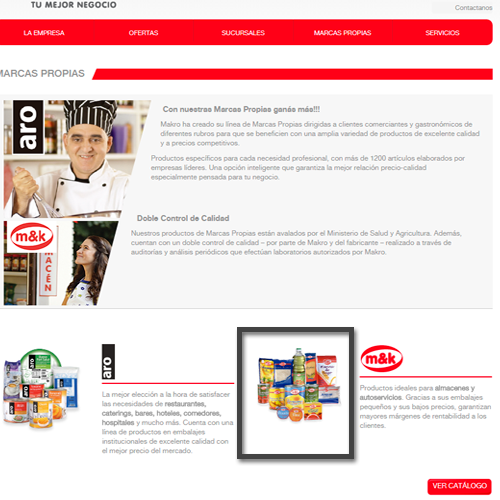 TU MEJOR NEGOCIO
Contactanos
LA EMPRESA
OFERTAS
SUCURSALES
MARCAS PROPIAS
SERVICIOS
MARCAS PROPIAS
aro
Con nuestras Marcas Propias ganás más!!!
Makro ha creado su línea de Marcas Propias dirigidas a clientes comerciantes y gastronómicos de
diferentes rubros para que se beneficien con una amplia variedad de productos de excelente calidad
y a precios competitivos.
Productos específicos para cada necesidad profesional, con más de 1200 artículos elaborados por
empresas líderes. Una opción inteligente que garantiza la mejor relación precio-calidad
especialmente pensada para tu negocio.
m&k
ACÉN
Doble Control de Calidad
Nuestros productos de Marcas Propias están avalados por el Ministerio de Salud y Agricultura. Además,
cuentan con un doble control de calidad – por parte de Makro y del fabricante – realizado a través de
auditorías y análisis periódicos que efectúan laboratorios autorizados por Makro.
aro
La mejor elección a la hora de satisfacer
las necesidades de restaurantes,
caterings, bares, hoteles, comedores,
hospitales y mucho más. Cuenta con una
línea de productos en embalajes
institucionales de excelente calidad con
el mejor precio del mercado.
m&k
Productos ideales para almacenes y
autoservicios. Gracias a sus embalajes
pequeños y sus bajos precios, garantizan
mayores márgenes de rentabilidad a los
clientes.
VER CATÁLOGO